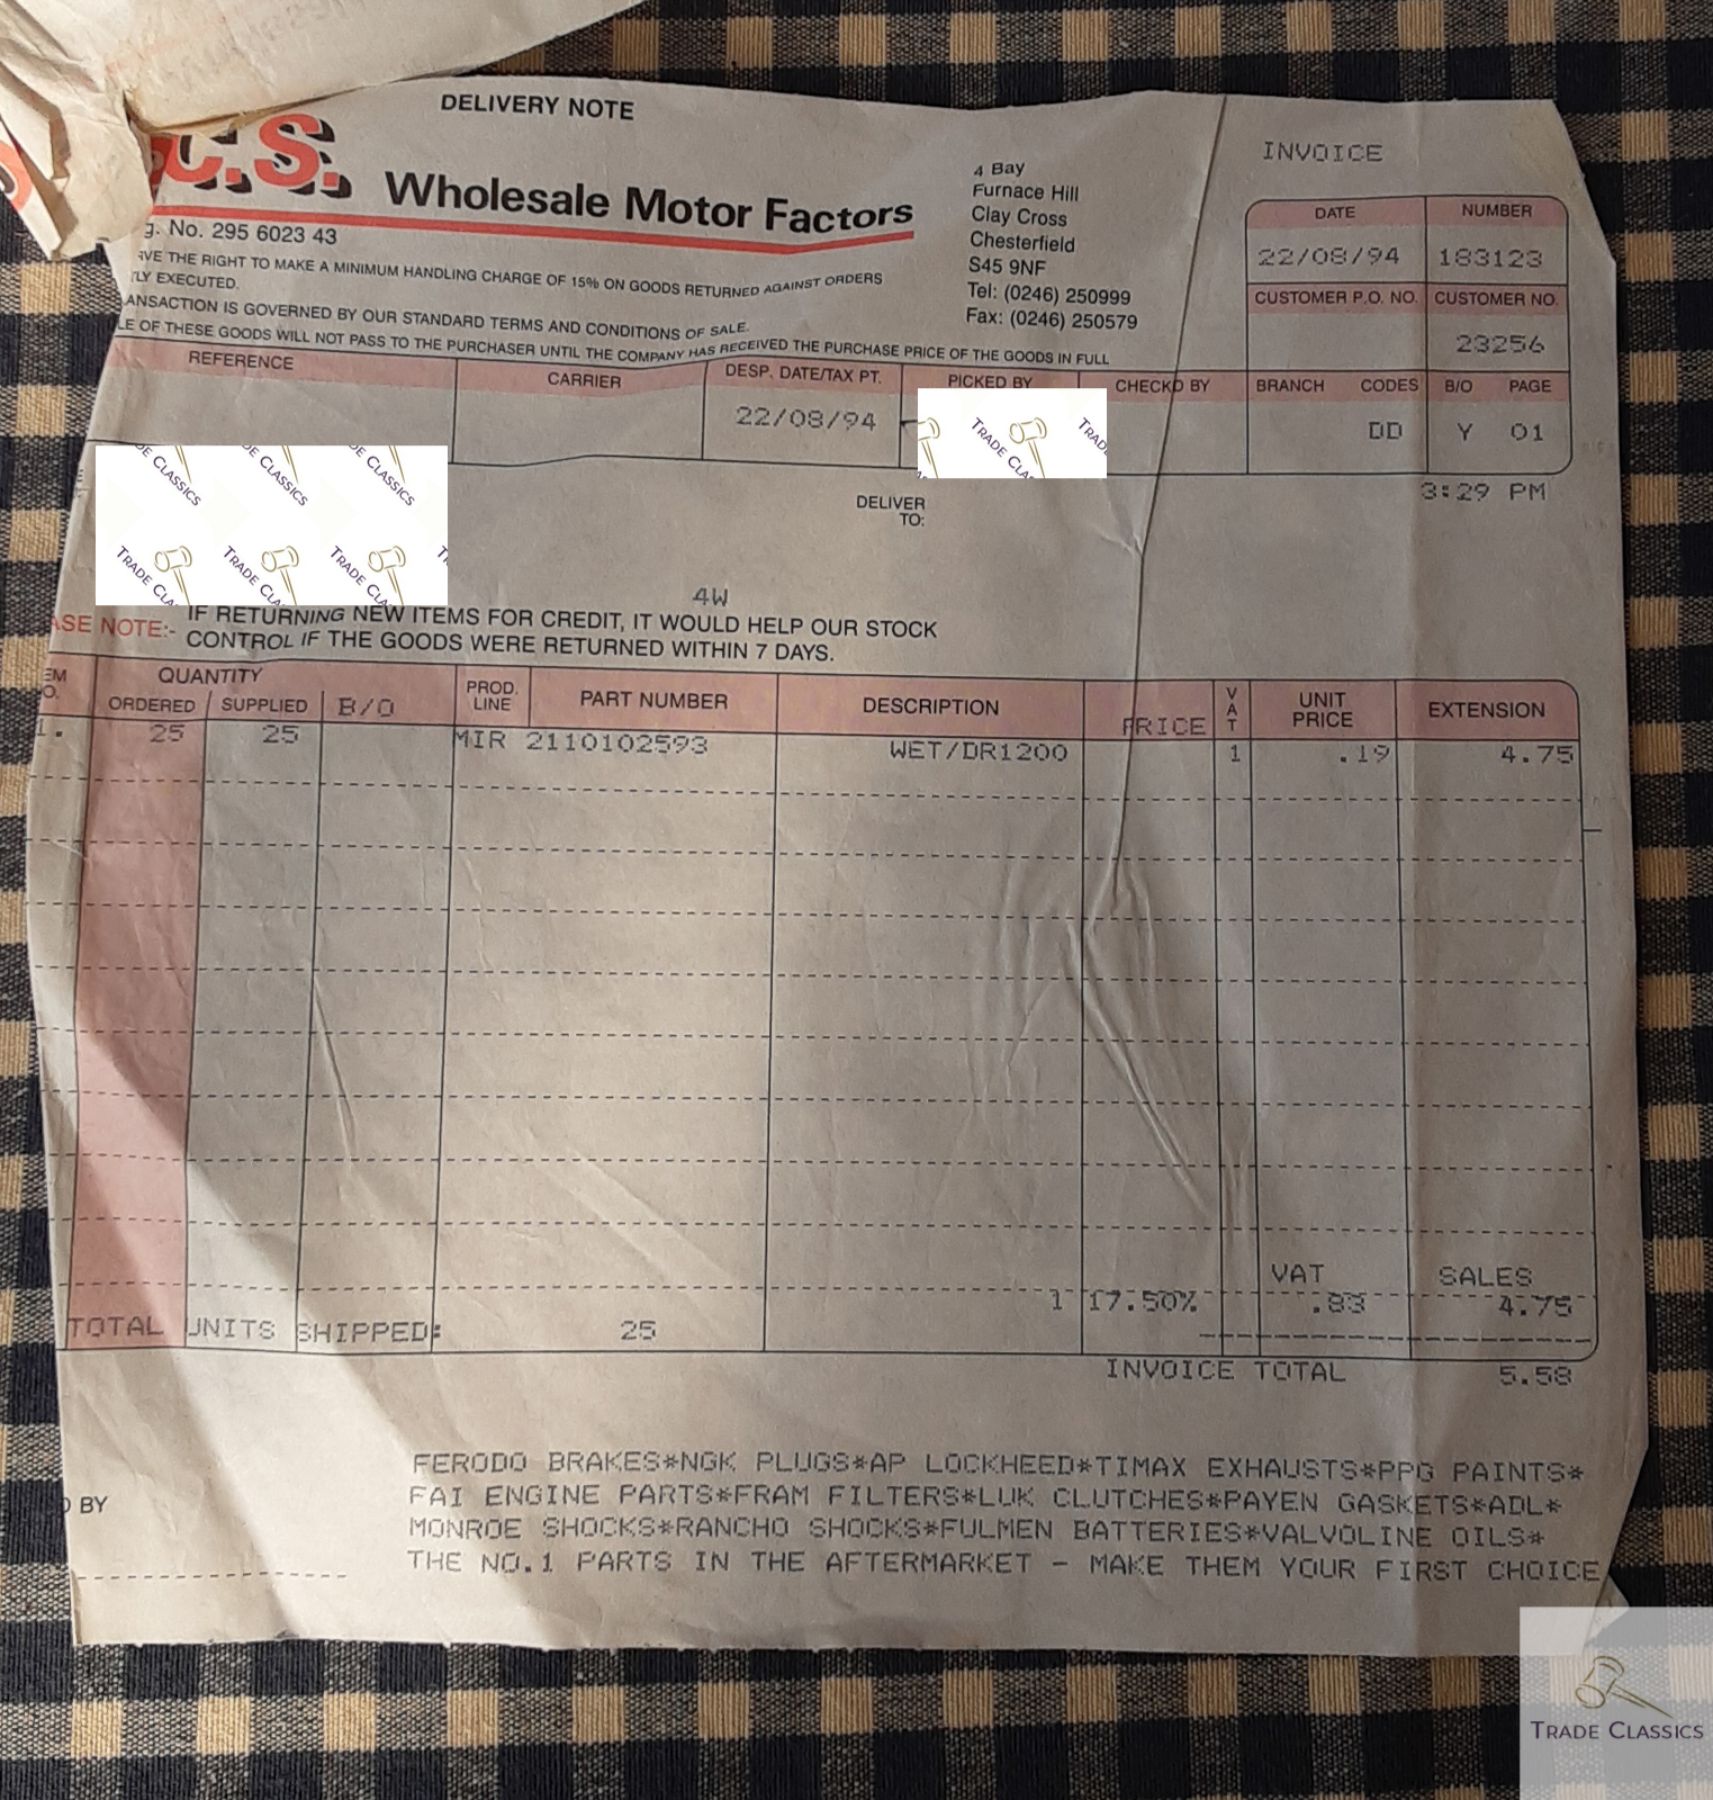 DELIVERY NOTE
INVOICE
C.S.
Wholesale Motor Factors
4 Bay
Furnace Hill
Clay Cross
Chesterfield
S45 9NF
Tel: (0246) 250999
Fax: (0246) 250579
DATE NUMBER
22/08/94 183123
CUSTOMER P.O. NO. CUSTOMER NO.
23256
g. No. 295 6023 43
VE THE RIGHT TO MAKE A MINIMUM HANDLING CHARGE OF 15% ON GOODS RETURNED AGAINST ORDERS
LY EXECUTED.
ANSACTION IS GOVERNED BY OUR STANDARD TERMS AND CONDITIONS OF SALE.
LE OF THESE GOODS WILL NOT PASS TO THE PURCHASER UNTIL THE COMPANY HAS RECEIVED THE PURCHASE PRICE OF THE GOODS IN FULL
REFERENCE CARRIER DESP. DATE/TAX PT. PICKED BY CHECKD BY BRANCH CODES B/O PAGE
22/08/94 DD Y 01
3:29 PM
DELIVER
TO:
TRADE CLASSICS
4W
ASE NOTE:- IF RETURNING NEW ITEMS FOR CREDIT, IT WOULD HELP OUR STOCK
CONTROL IF THE GOODS WERE RETURNED WITHIN 7 DAYS.
EM
O.
QUANTITY
ORDERED SUPPLIED B/O PROD. LINE PART NUMBER DESCRIPTION PRICE VAT UNIT PRICE EXTENSION
1. 25 25 MIR 2110102593 WET/DR1200 1 .19 4.75
VAT SALES
1 17.50% .83 4.75
TOTAL UNITS SHIPPED: 25
INVOICE TOTAL 5.58
FERODO BRAKES*NGK PLUGS*AP LOCKHEED*TIMAX EXHAUSTS*PPG PAINTS*
FAI ENGINE PARTS*FRAM FILTERS*LUK CLUTCHES*PAYEN GASKETS*ADL*
D BY
MONROE SHOCKS*RANCHO SHOCKS*FULMEN BATTERIES*VALVOLINE OILS*
THE NO.1 PARTS IN THE AFTERMARKET - MAKE THEM YOUR FIRST CHOICE
TRADE CLASSICS